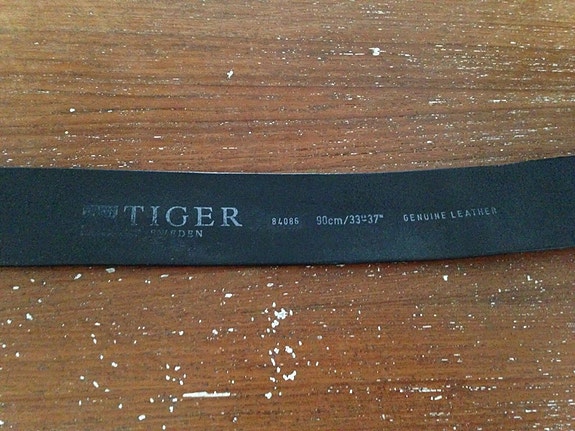 TIGER
SWEDEN
84086 90cm/33"-37" GENUINE LEATHER